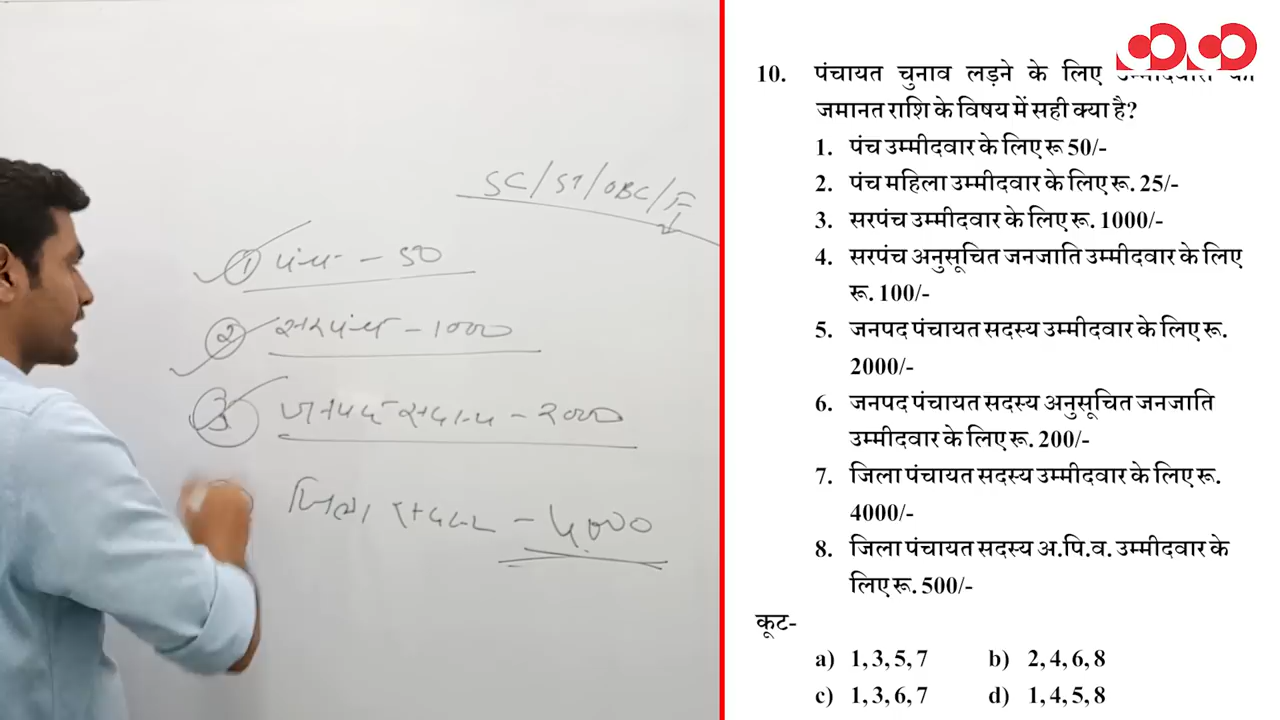 SC/ST/OBC/F
① पंच - 50
② सरपंच - 1000
③ जनपद सदस्य - 2000
जिला सदस्य - 4000
10. पंचायत चुनाव लड़ने के लिए
जमानत राशि के विषय में सही क्या है?
1. पंच उम्मीदवार के लिए रू 50/-
2. पंच महिला उम्मीदवार के लिए रू. 25/-
3. सरपंच उम्मीदवार के लिए रू. 1000/-
4. सरपंच अनुसूचित जनजाति उम्मीदवार के लिए
रू. 100/-
5. जनपद पंचायत सदस्य उम्मीदवार के लिए रू.
2000/-
6. जनपद पंचायत सदस्य अनुसूचित जनजाति
उम्मीदवार के लिए रू. 200/-
7. जिला पंचायत सदस्य उम्मीदवार के लिए रू.
4000/-
8. जिला पंचायत सदस्य अ.पि.व. उम्मीदवार के
लिए रू. 500/-
कूट-
a) 1, 3, 5, 7 b) 2, 4, 6, 8
c) 1, 3, 6, 7 d) 1, 4, 5, 8